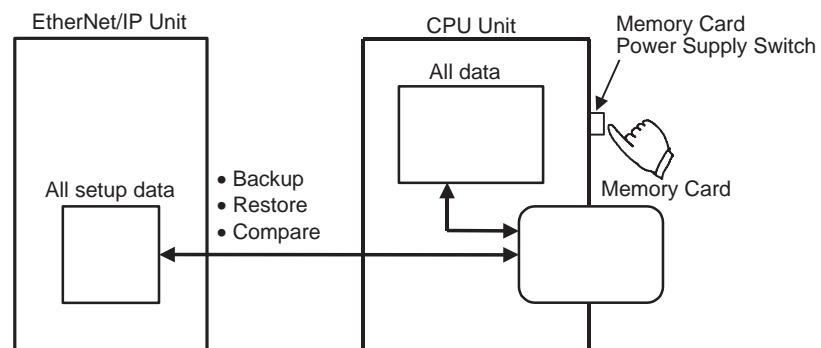 EtherNet/IP Unit
CPU Unit
Memory Card
Power Supply Switch
All data
All setup data
• Backup
• Restore
• Compare
Memory Card